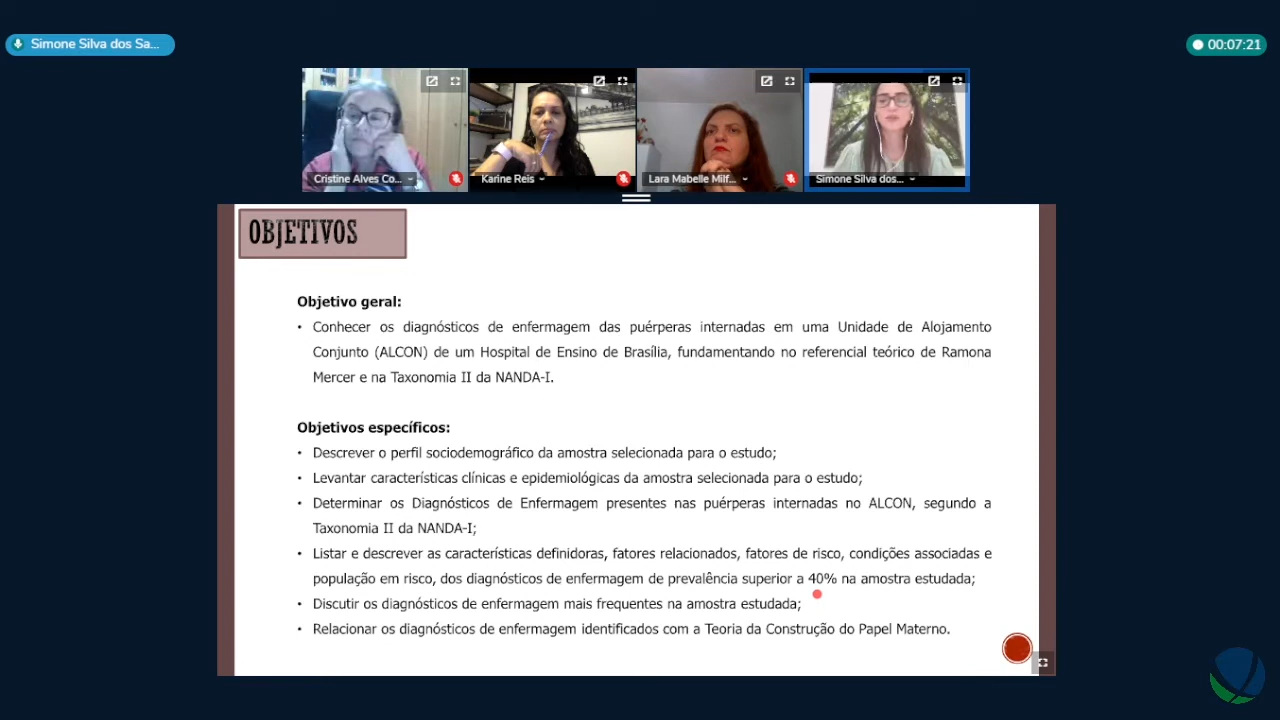 Simone Silva dos Sa...
00:07:21
Cristine Alves Co...
Karine Reis
Lara Mabelle Milf...
Simone Silva dos...
OBJETIVOS
Objetivo geral:
• Conhecer os diagnósticos de enfermagem das puérperas internadas em uma Unidade de Alojamento
Conjunto (ALCON) de um Hospital de Ensino de Brasília, fundamentando no referencial teórico de Ramona
Mercer e na Taxonomia II da NANDA-I.
Objetivos específicos:
• Descrever o perfil sociodemográfico da amostra selecionada para o estudo;
• Levantar características clínicas e epidemiológicas da amostra selecionada para o estudo;
• Determinar os Diagnósticos de Enfermagem presentes nas puérperas internadas no ALCON, segundo a
Taxonomia II da NANDA-I;
• Listar e descrever as características definidoras, fatores relacionados, fatores de risco, condições associadas e
população em risco, dos diagnósticos de enfermagem de prevalência superior a 40% na amostra estudada;
• Discutir os diagnósticos de enfermagem mais frequentes na amostra estudada;
• Relacionar os diagnósticos de enfermagem identificados com a Teoria da Construção do Papel Materno.